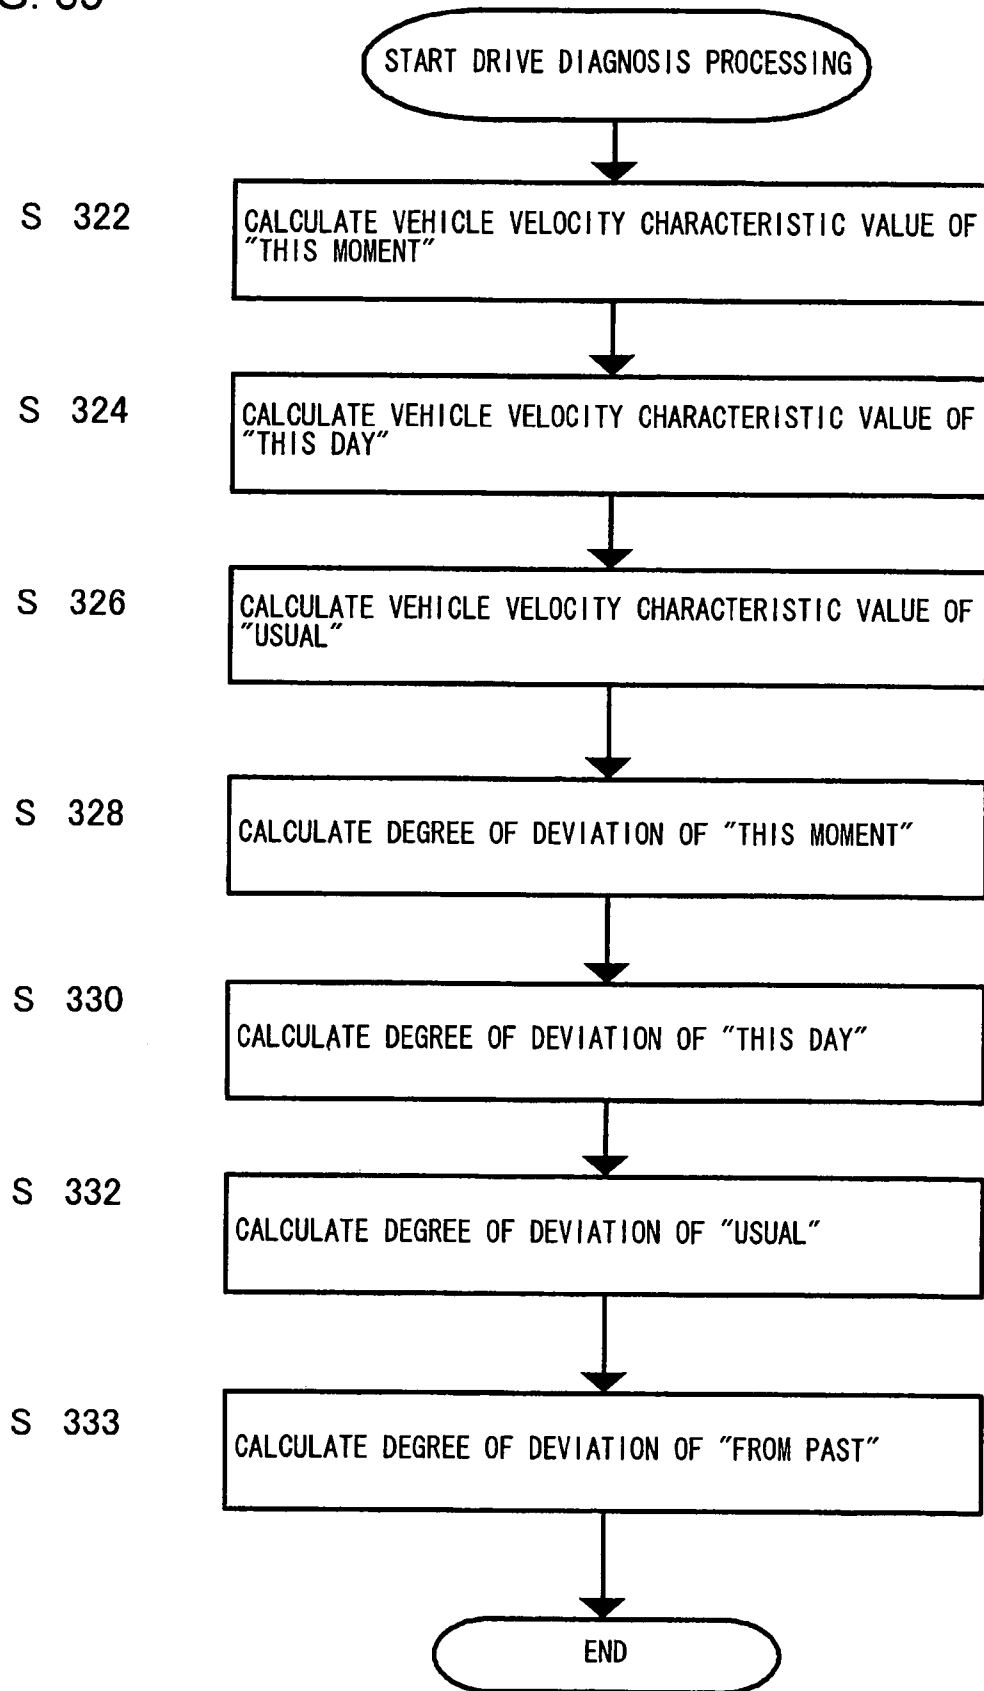 START DRIVE DIAGNOSIS PROCESSING
S 322
CALCULATE VEHICLE VELOCITY CHARACTERISTIC VALUE OF
"THIS MOMENT"
S 324
CALCULATE VEHICLE VELOCITY CHARACTERISTIC VALUE OF
"THIS DAY"
S 326
CALCULATE VEHICLE VELOCITY CHARACTERISTIC VALUE OF
"USUAL"
S 328
CALCULATE DEGREE OF DEVIATION OF "THIS MOMENT"
S 330
CALCULATE DEGREE OF DEVIATION OF "THIS DAY"
S 332
CALCULATE DEGREE OF DEVIATION OF "USUAL"
S 333
CALCULATE DEGREE OF DEVIATION OF "FROM PAST"
END